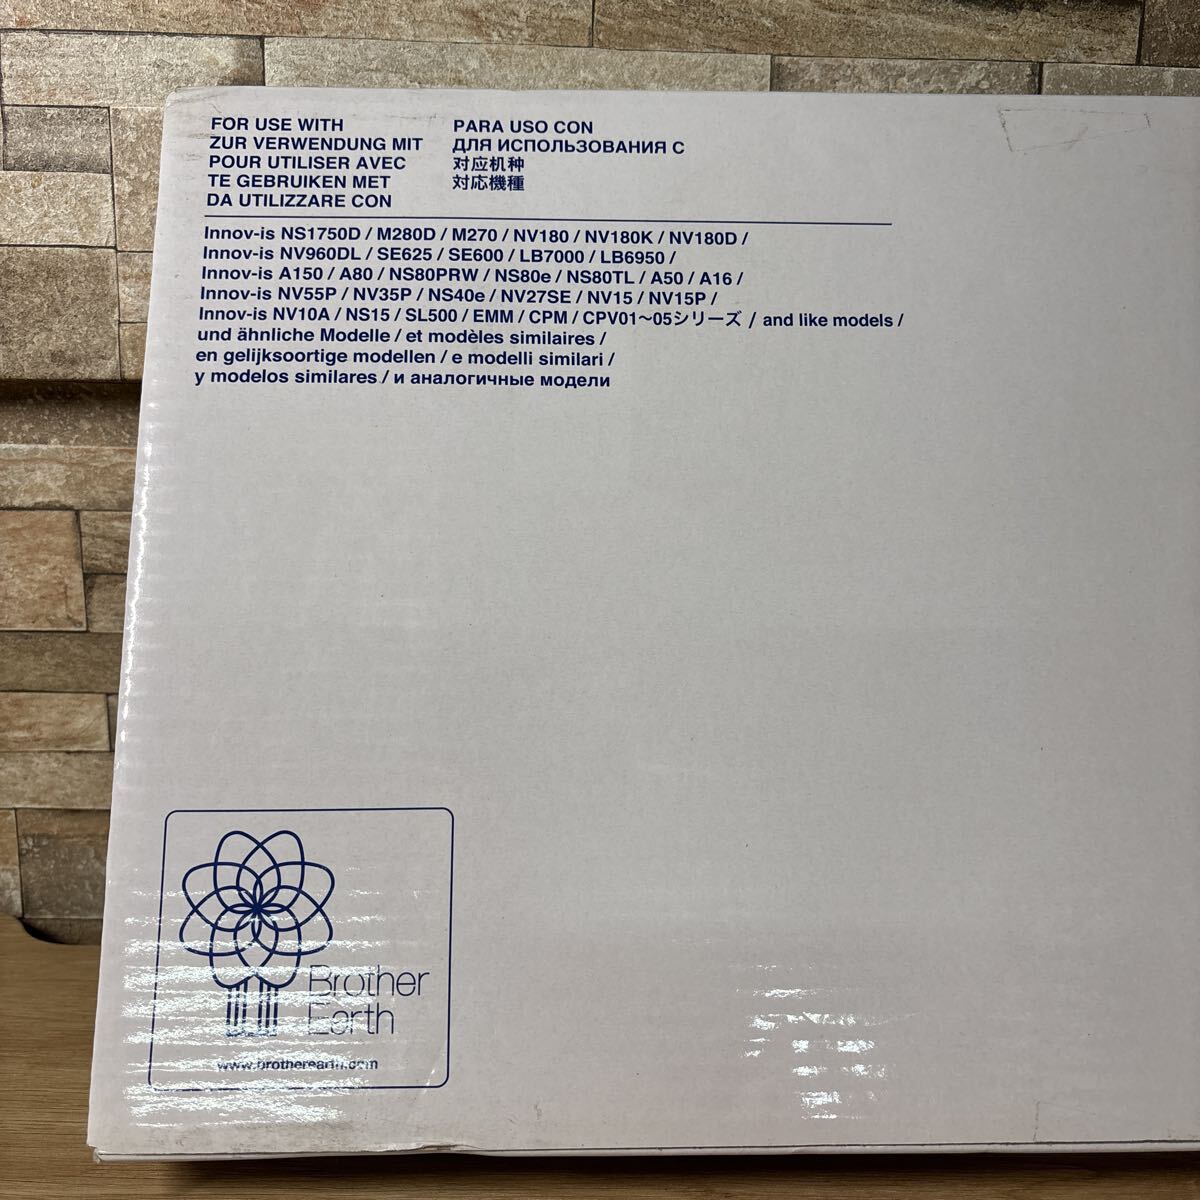 FOR USE WITH
ZUR VERWENDUNG MIT
POUR UTILISER AVEC
TE GEBRUIKEN MET
DA UTILIZZARE CON
PARA USO CON
ДЛЯ ИСПОЛЬЗОВАНИЯ С
对应机种
対応機種
Innov-is NS1750D / M280D / M270 / NV180 / NV180K / NV180D /
Innov-is NV960DL / SE625 / SE600 / LB7000 / LB6950 /
Innov-is A150 / A80 / NS80PRW / NS80e / NS80TL / A50 / A16 /
Innov-is NV55P / NV35P / NS40e / NV27SE / NV15 / NV15P /
Innov-is NV10A / NS15 / SL500 / EMM / CPM / CPV01～05シリーズ / and like models /
und ähnliche Modelle / et modèles similaires /
en gelijksoortige modellen / e modelli similari /
y modelos similares / и аналогичные модели
Brother
Earth
www.brotherearth.com